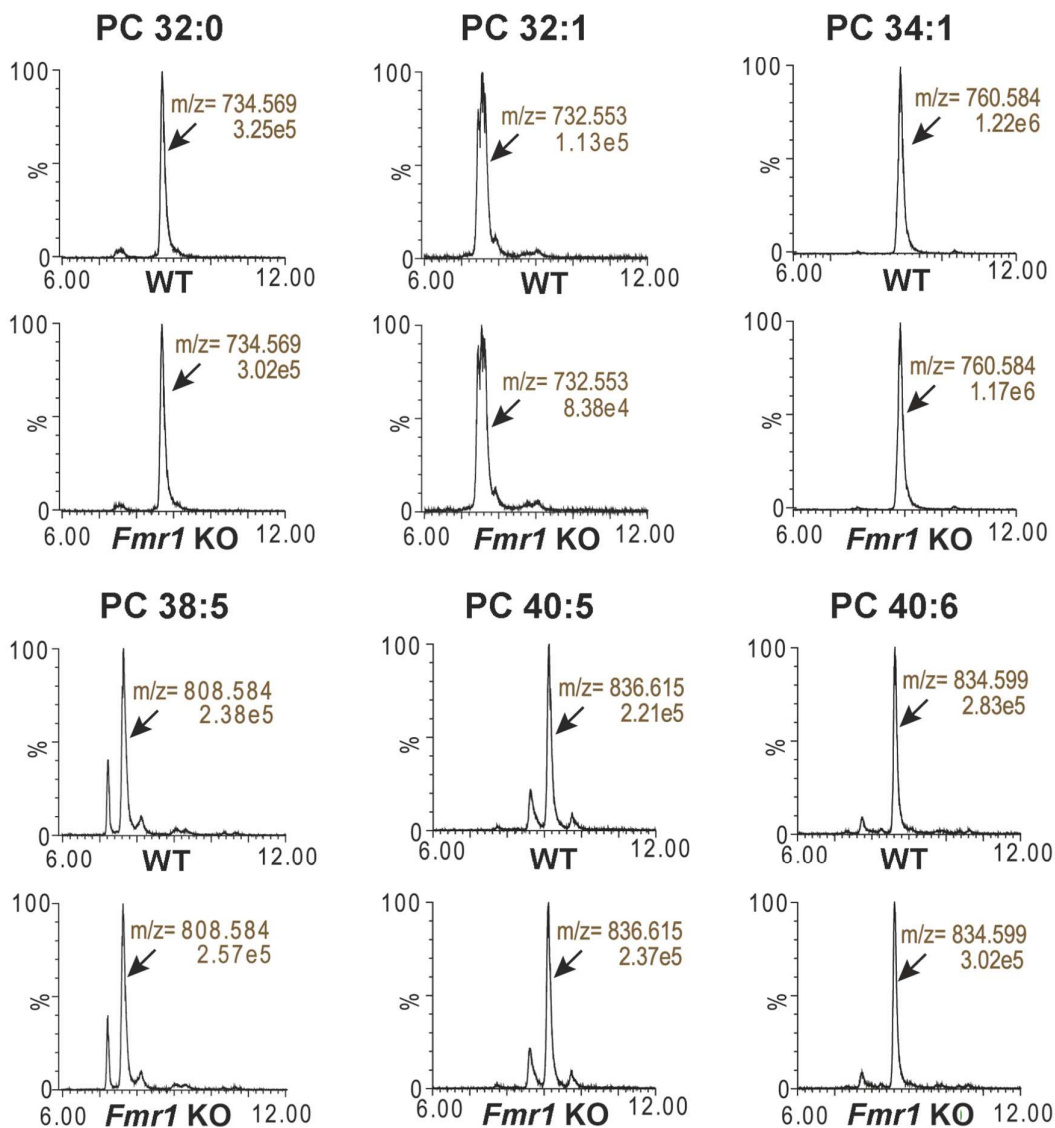 PC 32:0
PC 32:1
PC 34:1
100
%
0
m/z= 734.569
3.25e5
6.00
WT
12.00
100
%
0
m/z= 732.553
1.13e5
6.00
WT
12.00
100
%
0
m/z= 760.584
1.22e6
6.00
WT
12.00
100
%
0
m/z= 734.569
3.02e5
6.00
Fmr1 KO
12.00
100
%
0
m/z= 732.553
8.38e4
6.00
Fmr1 KO
12.00
100
%
0
m/z= 760.584
1.17e6
6.00
Fmr1 KO
12.00
PC 38:5
PC 40:5
PC 40:6
100
%
0
m/z= 808.584
2.38e5
6.00
WT
12.00
100
%
0
m/z= 836.615
2.21e5
6.00
WT
12.00
100
%
0
m/z= 834.599
2.83e5
6.00
WT
12.00
100
%
0
m/z= 808.584
2.57e5
6.00
Fmr1 KO
12.00
100
%
0
m/z= 836.615
2.37e5
6.00
Fmr1 KO
12.00
100
%
0
m/z= 834.599
3.02e5
6.00
Fmr1 KO
12.00